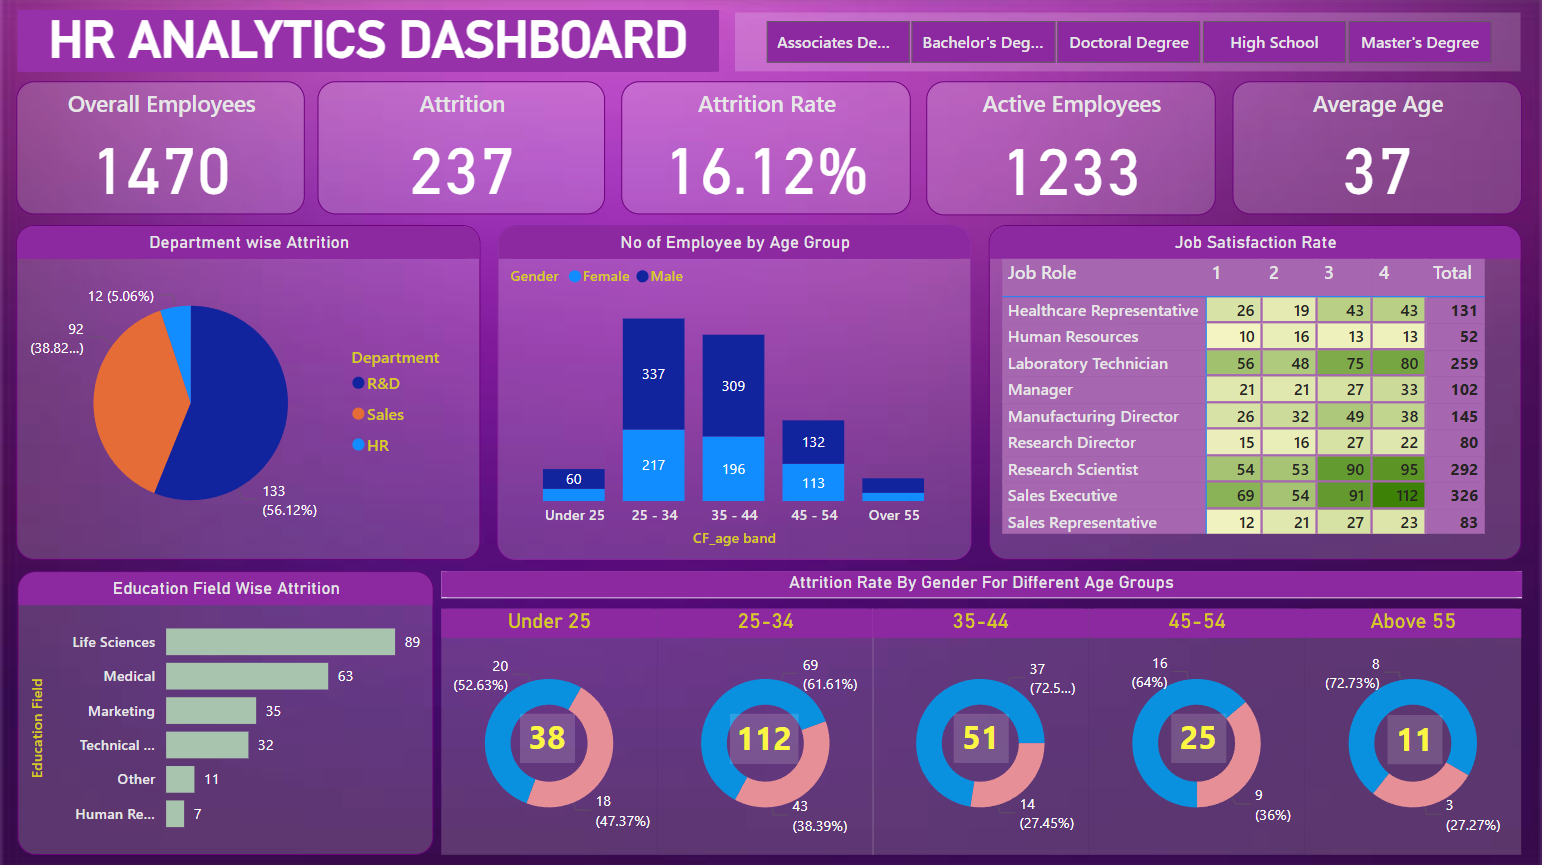 HR ANALYTICS DASHBOARD
Associates De...
Bachelor's Deg...
Doctoral Degree
High School
Master's Degree
Overall Employees
1470
Attrition
237
Attrition Rate
16.12%
Active Employees
1233
Average Age
37
Department wise Attrition
12 (5.06%)
92
(38.82...)
133
(56.12%)
Department
R&D
Sales
HR
No of Employee by Age Group
Gender Female Male
337
309
132
60
217
196
113
Under 25 25 - 34 35 - 44 45 - 54 Over 55
CF_age band
Job Satisfaction Rate
Job Role 1 2 3 4 Total
Healthcare Representative 26 19 43 43 131
Human Resources 10 16 13 13 52
Laboratory Technician 56 48 75 80 259
Manager 21 21 27 33 102
Manufacturing Director 26 32 49 38 145
Research Director 15 16 27 22 80
Research Scientist 54 53 90 95 292
Sales Executive 69 54 91 112 326
Sales Representative 12 21 27 23 83
Education Field Wise Attrition
Education Field
Life Sciences 89
Medical 63
Marketing 35
Technical ... 32
Other 11
Human Re... 7
Attrition Rate By Gender For Different Age Groups
Under 25
20
(52.63%)
38
18
(47.37%)
25-34
69
(61.61%)
112
43
(38.39%)
35-44
37
(72.5...)
51
14
(27.45%)
45-54
16
(64%)
25
9
(36%)
Above 55
8
(72.73%)
11
3
(27.27%)